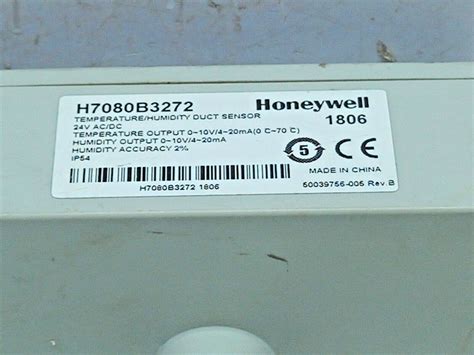 H7080B3272 Honeywell
TEMPERATURE/HUMIDITY DUCT SENSOR 1806
24V AC/DC
TEMPERATURE OUTPUT 0~10V/4~20mA(0 C~70 C)
HUMIDITY OUTPUT 0~10V/4~20mA
HUMIDITY ACCURACY 2%
IP54
5 CE
MADE IN CHINA
H7080B3272 1806 50039756-005 Rev.B